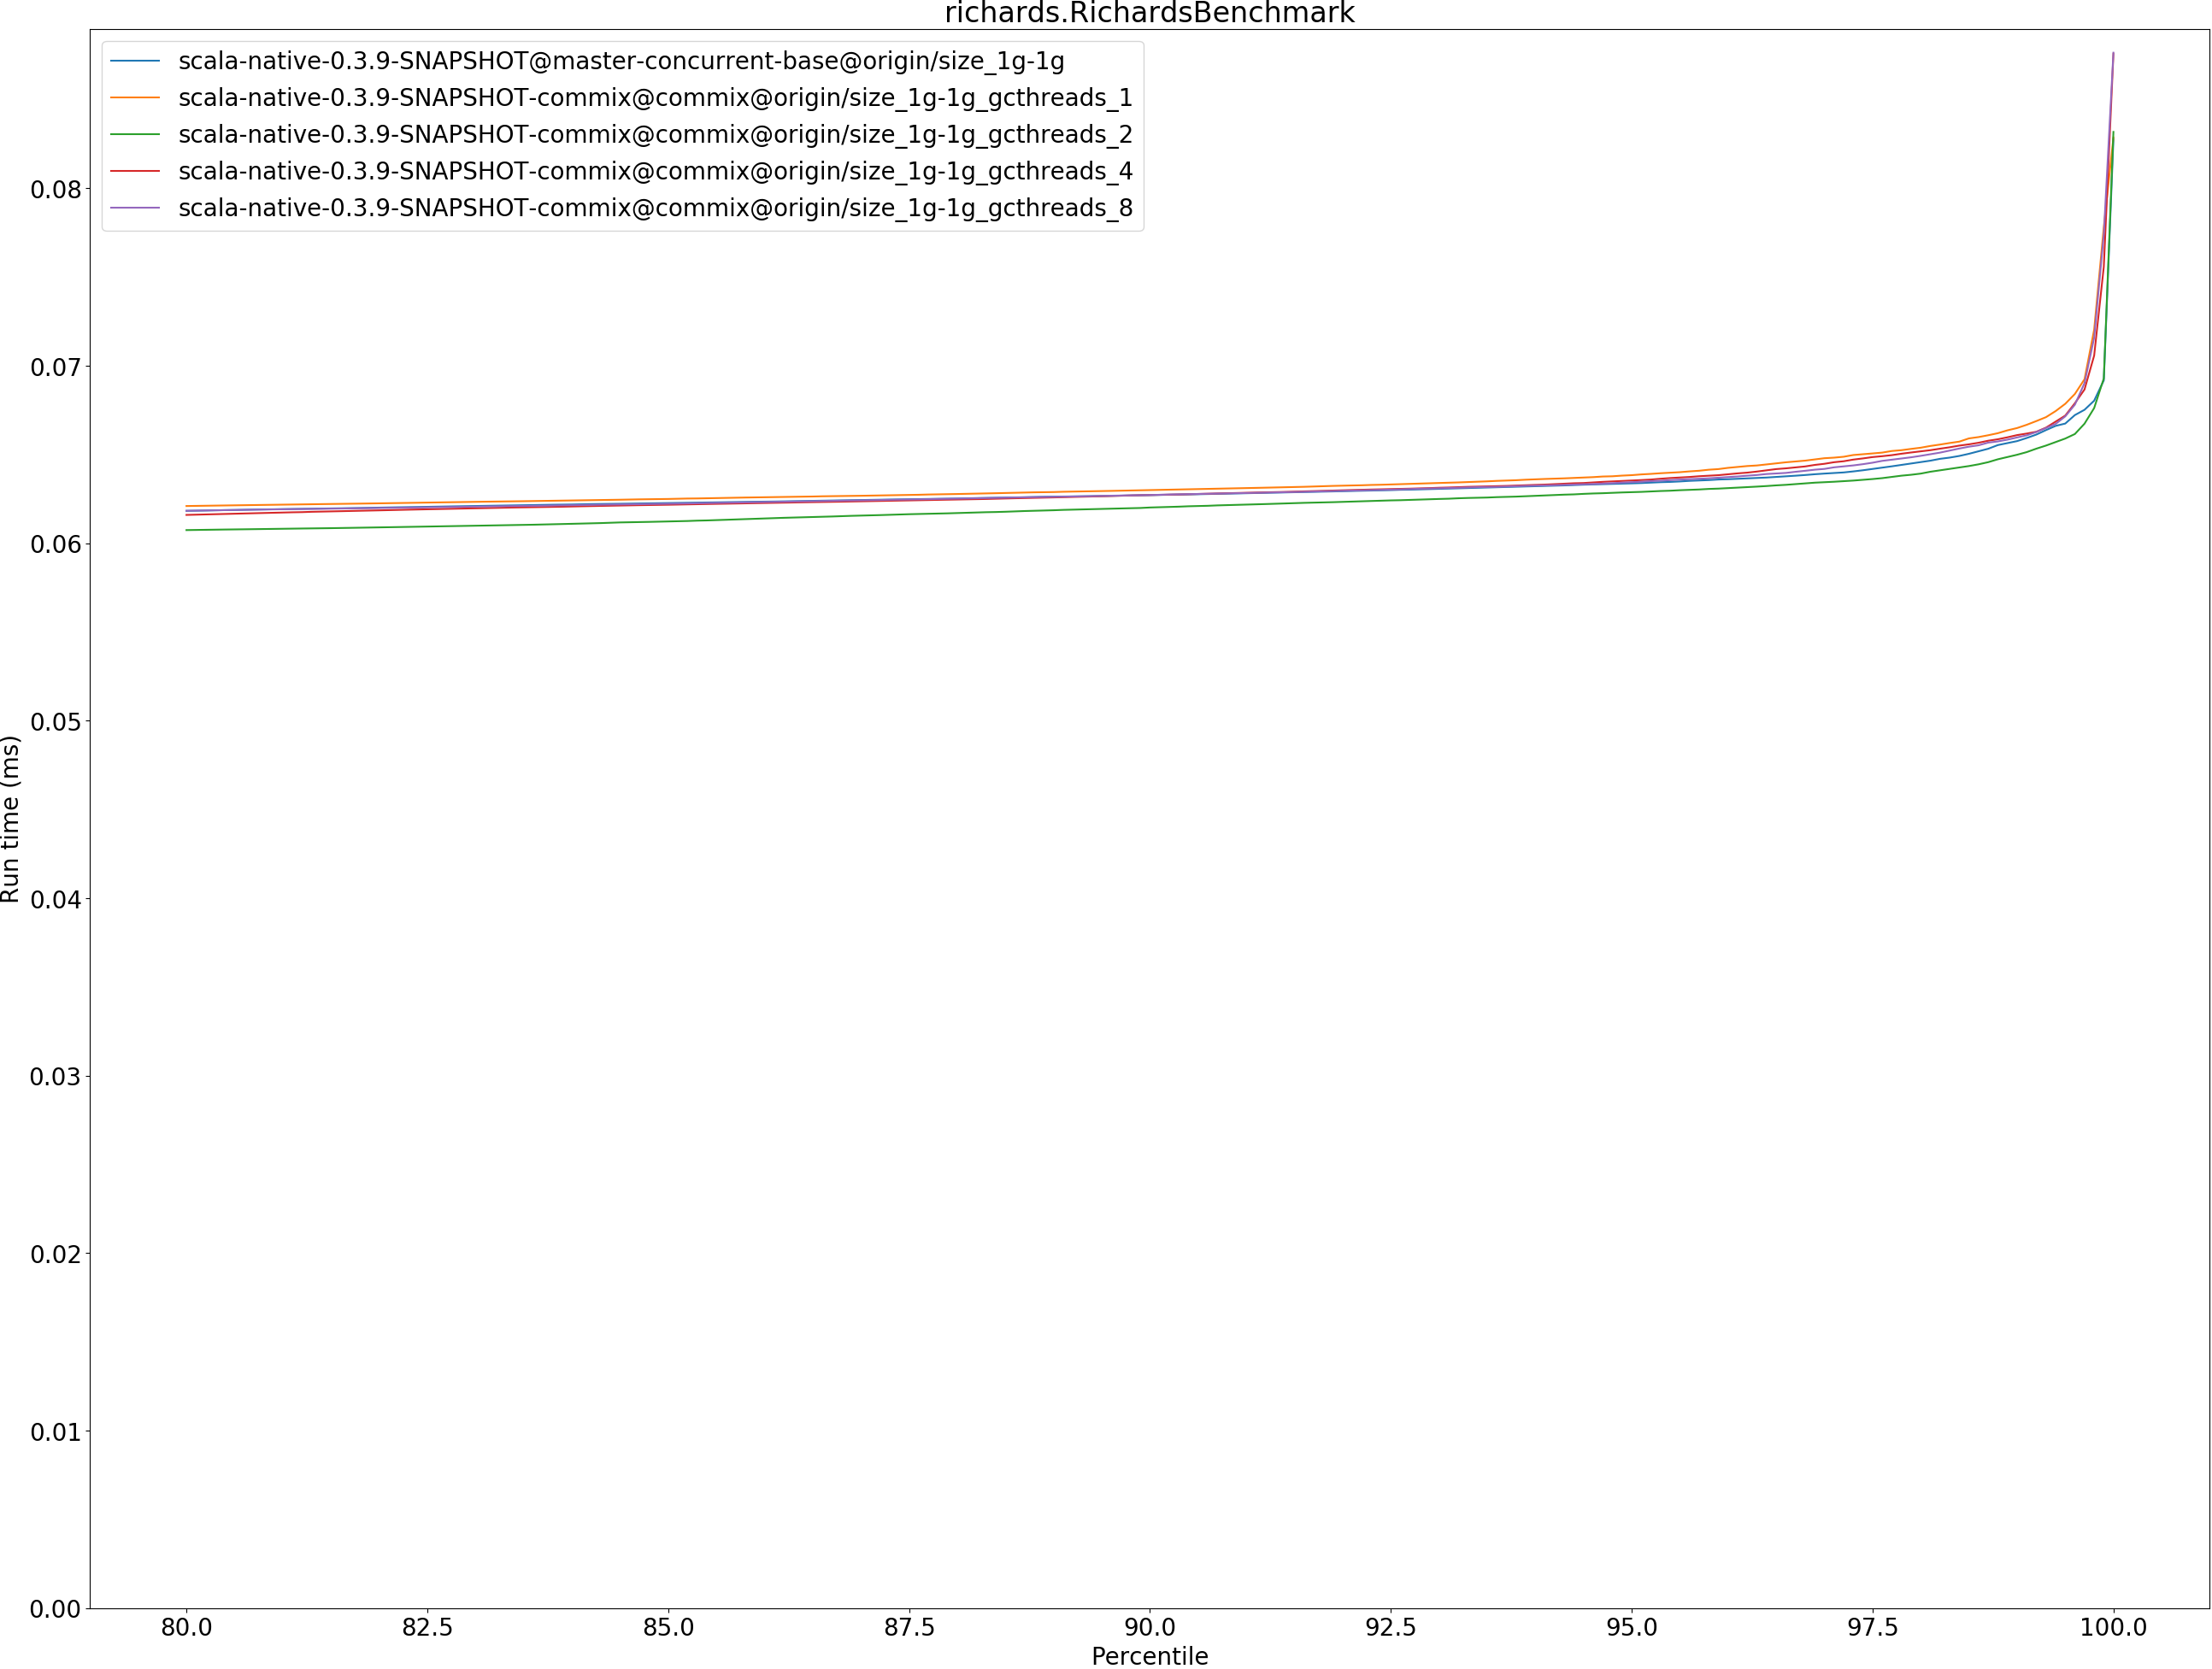 richards.RichardsBenchmark
scala-native-0.3.9-SNAPSHOT@master-concurrent-base@origin/size_1g-1g
scala-native-0.3.9-SNAPSHOT-commix@commix@origin/size_1g-1g_gcthreads_1
scala-native-0.3.9-SNAPSHOT-commix@commix@origin/size_1g-1g_gcthreads_2
scala-native-0.3.9-SNAPSHOT-commix@commix@origin/size_1g-1g_gcthreads_4
scala-native-0.3.9-SNAPSHOT-commix@commix@origin/size_1g-1g_gcthreads_8
0.08
0.07
0.06
0.05
0.04
0.03
0.02
0.01
0.00
Run time (ms)
80.0 82.5 85.0 87.5 90.0 92.5 95.0 97.5 100.0
Percentile